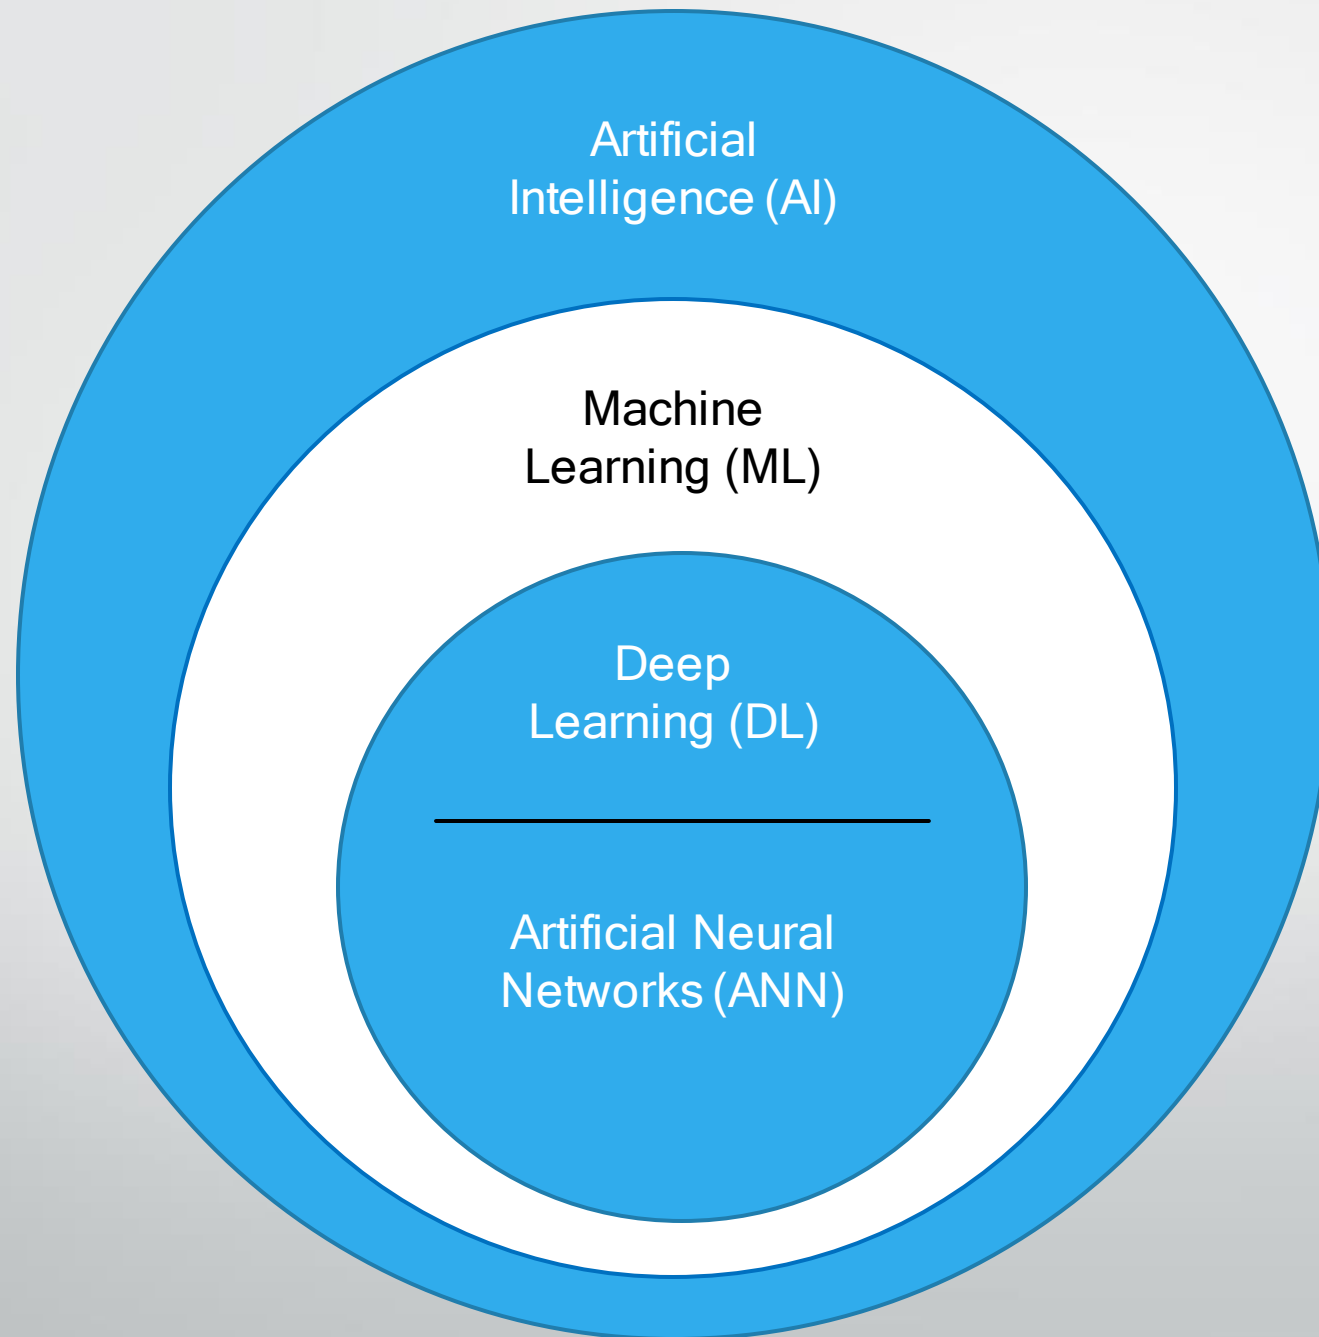 Artificial
Intelligence (AI)
Machine
Learning (ML)
Deep
Learning (DL)
Artificial Neural
Networks (ANN)